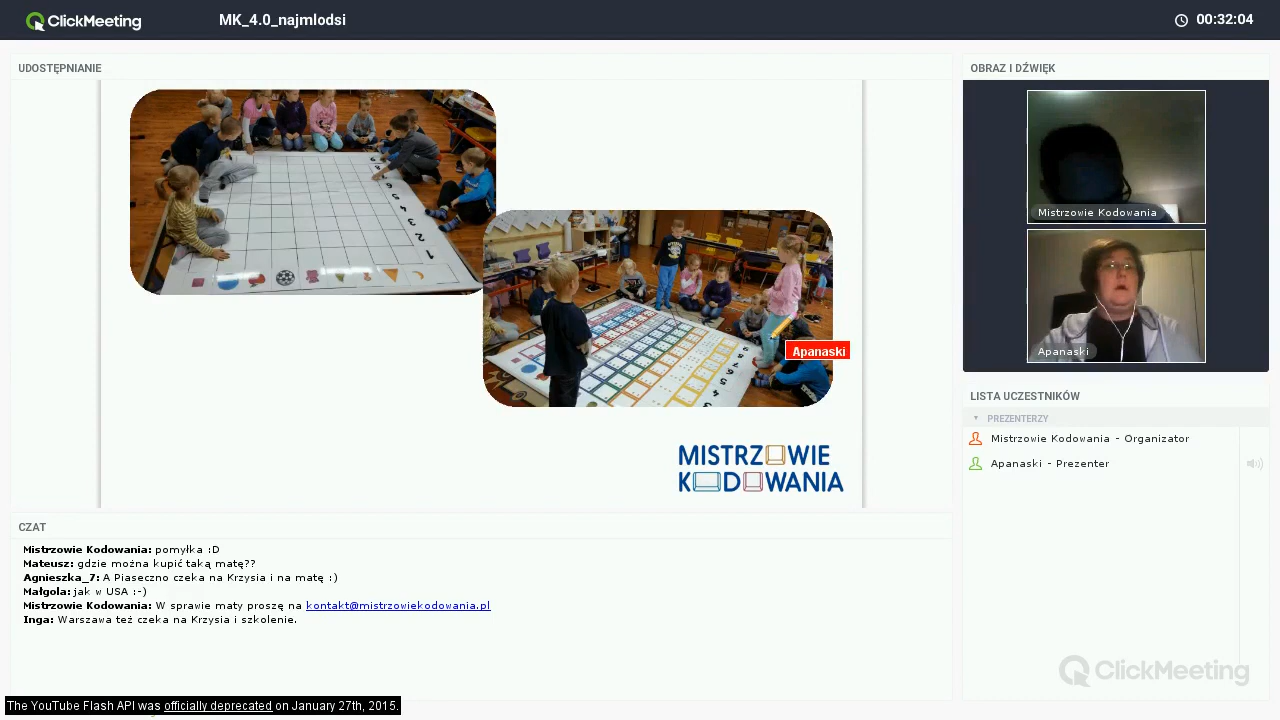 ClickMeeting
MK_4.0_najmlodsi
00:32:04
UDOSTĘPNIANIE
Apanaski
MISTRZOWIE
KODOWANIA
CZAT
Mistrzowie Kodowania: pomyłka :D
Mateusz: gdzie można kupić taką matę??
Agnieszka_7: A Piaseczno czeka na Krzysia i na matę :)
Małgola: jak w USA :-)
Mistrzowie Kodowania: W sprawie maty proszę na kontakt@mistrzowiekodowania.pl
Inga: Warszawa też czeka na Krzysia i szkolenie.
The YouTube Flash API was officially deprecated on January 27th, 2015.
OBRAZ I DŹWIĘK
Mistrzowie Kodowania
Apanaski
LISTA UCZESTNIKÓW
PREZENTERZY
Mistrzowie Kodowania - Organizator
Apanaski - Prezenter
ClickMeeting